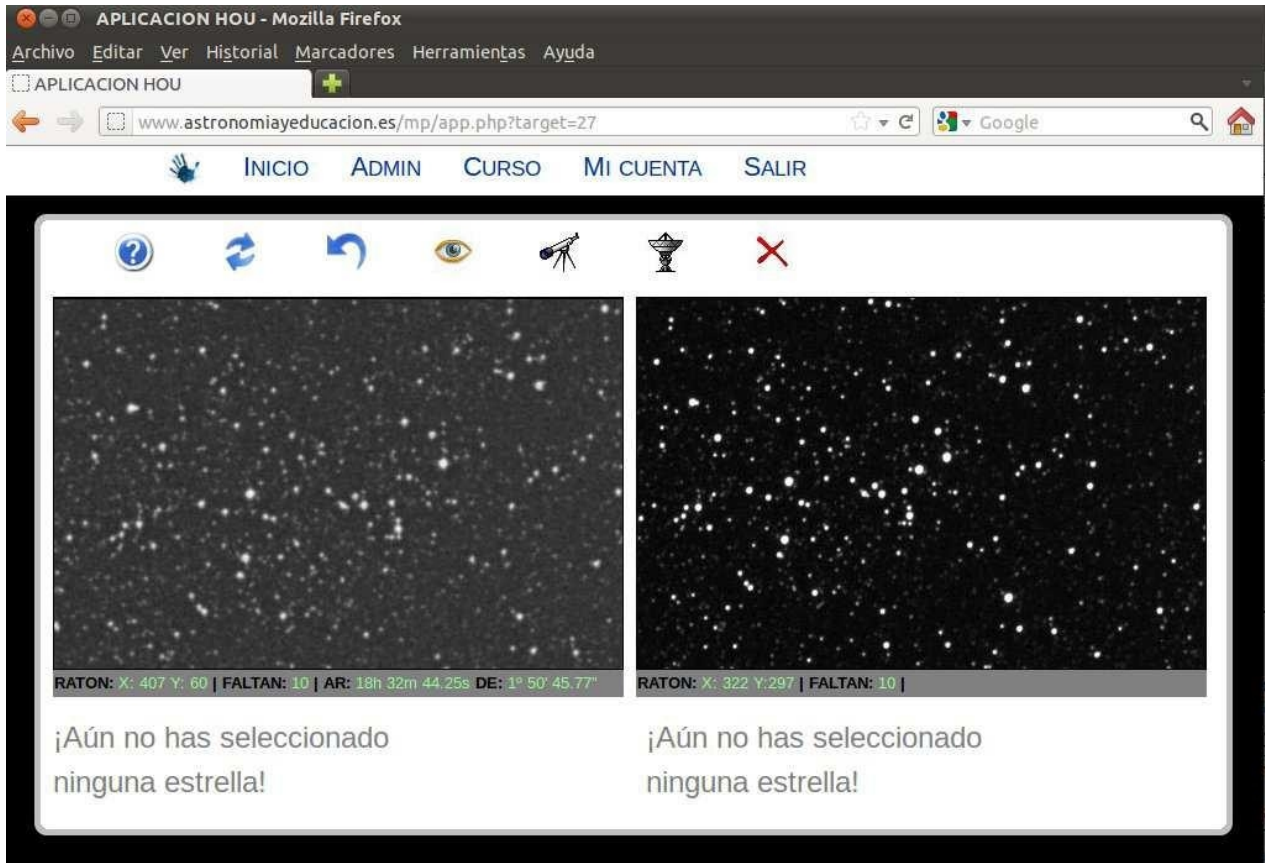 APLICACION HOU - Mozilla Firefox
Archivo Editar Ver Historial Marcadores Herramientas Ayuda
APLICACION HOU
www.astronomiayeducacion.es/mp/app.php?target=27 Google
INICIO ADMIN CURSO MI CUENTA SALIR
RATON: X: 407 Y: 60 | FALTAN: 10 | AR: 18h 32m 44.25s DE: 1º 50' 45.77"
RATON: X: 322 Y:297 | FALTAN: 10 |
¡Aún no has seleccionado
ninguna estrella!
¡Aún no has seleccionado
ninguna estrella!